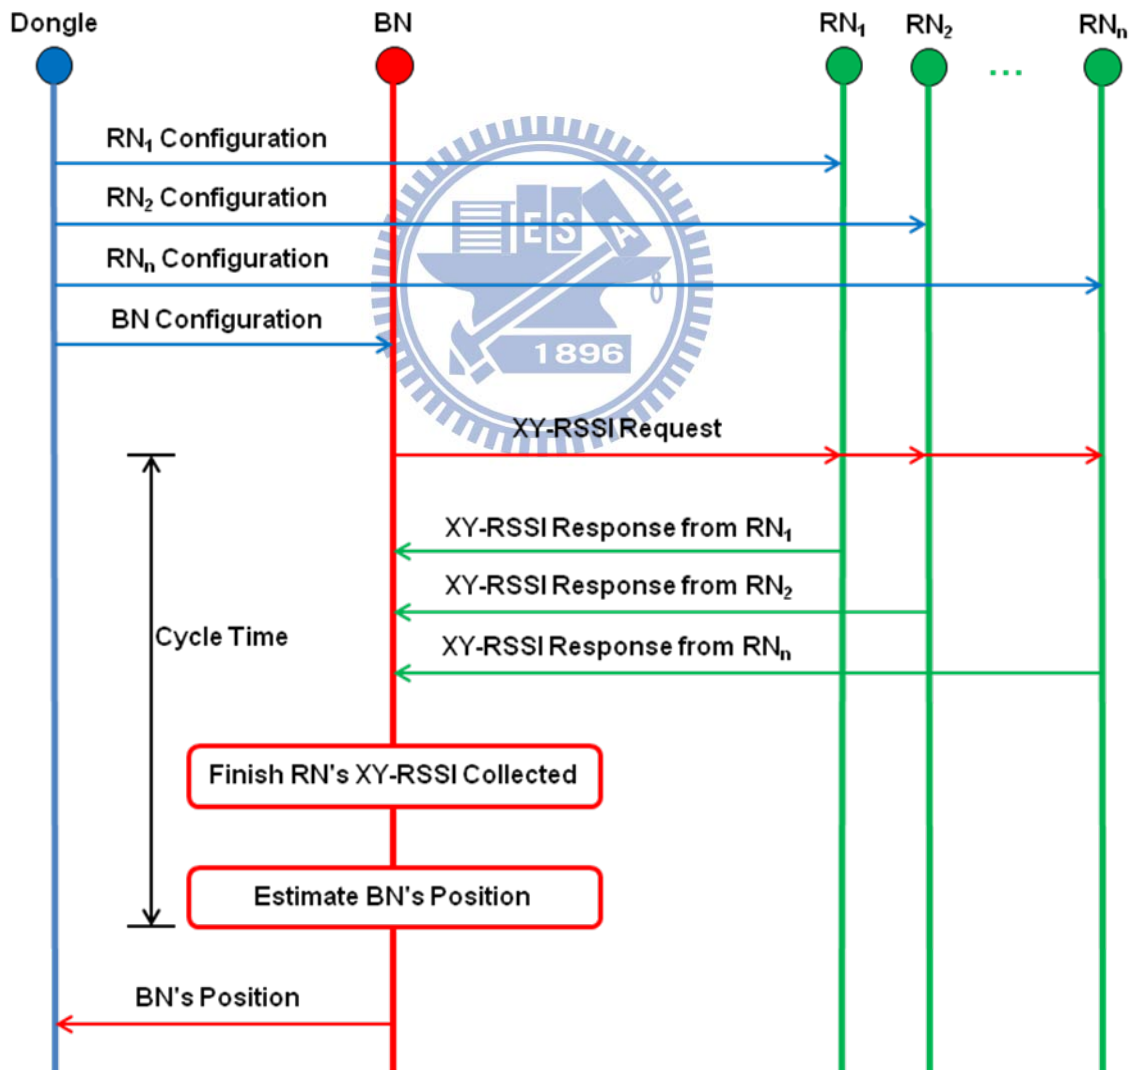 Dongle BN RN₁ RN₂ ... RNₙ
RN₁ Configuration
RN₂ Configuration
RNₙ Configuration
BN Configuration
E S A
1896
XY-RSSI Request
XY-RSSI Response from RN₁
XY-RSSI Response from RN₂
Cycle Time
XY-RSSI Response from RNₙ
Finish RN's XY-RSSI Collected
Estimate BN's Position
BN's Position